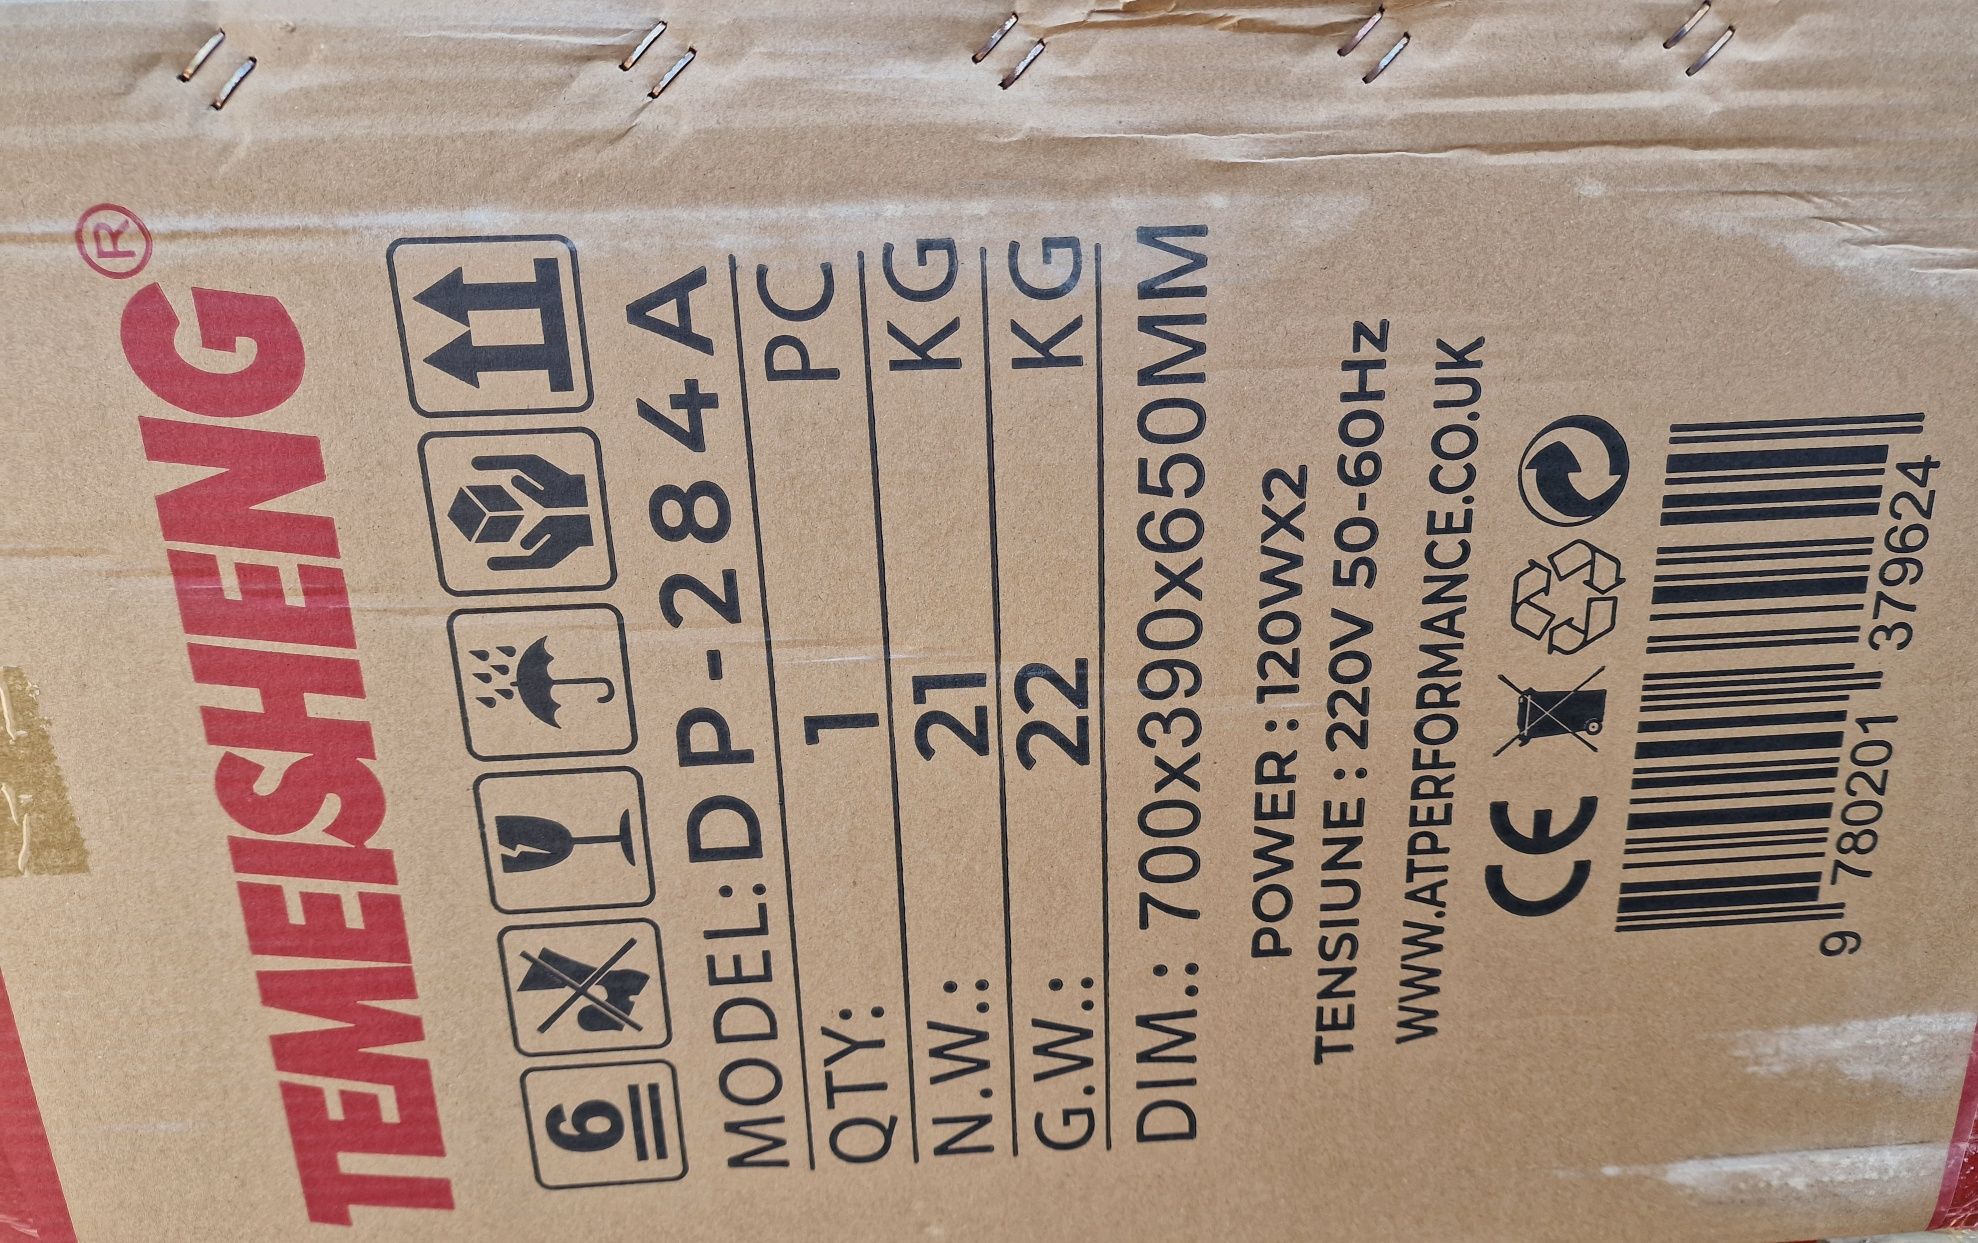 TEMEISHENG®
6
MODEL: DP-284A
QTY: 1 PC
N.W.: 21 KG
G.W.: 22 KG
DIM.: 700x390x650MM
POWER : 120WX2
TENSIUNE : 220V 50-60Hz
WWW.ATPERFORMANCE.CO.UK
CE
9 780201 379624